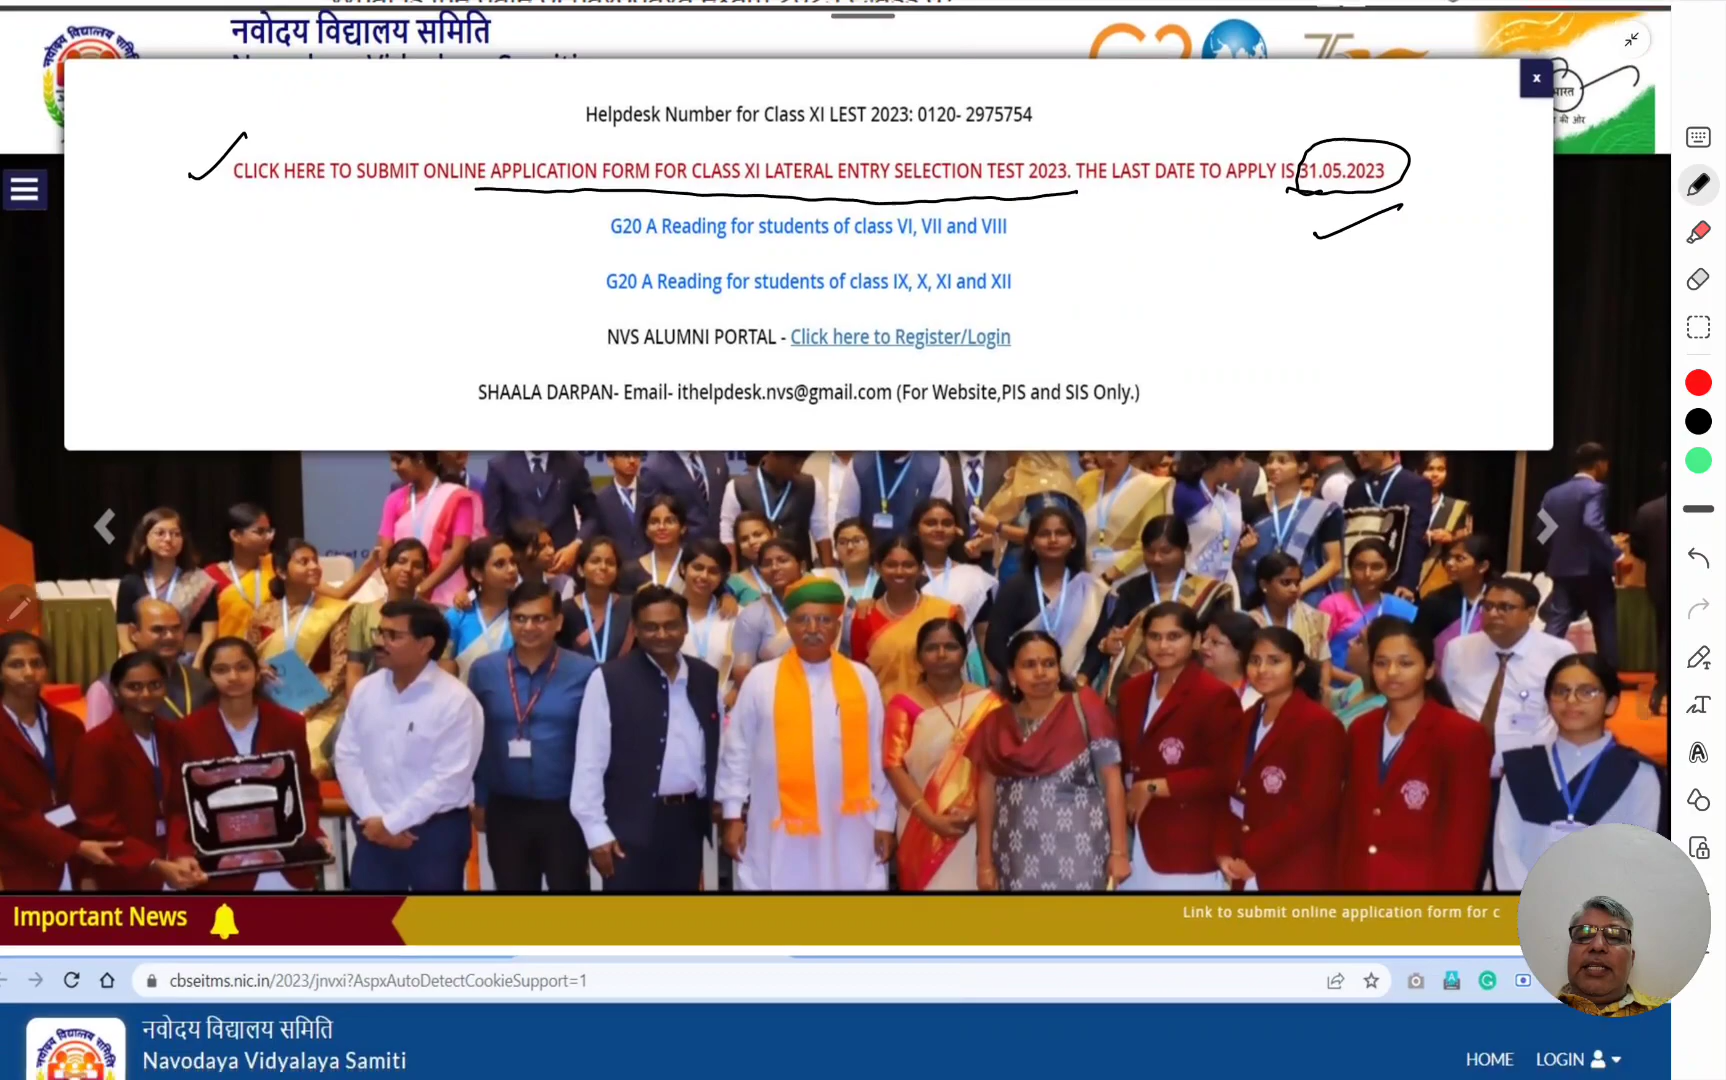 नवोदय विद्यालय समिति
x
Helpdesk Number for Class XI LEST 2023: 0120- 2975754
CLICK HERE TO SUBMIT ONLINE APPLICATION FORM FOR CLASS XI LATERAL ENTRY SELECTION TEST 2023. THE LAST DATE TO APPLY IS 31.05.2023
G20 A Reading for students of class VI, VII and VIII
G20 A Reading for students of class IX, X, XI and XII
NVS ALUMNI PORTAL - Click here to Register/Login
SHAALA DARPAN- Email- ithelpdesk.nvs@gmail.com (For Website,PIS and SIS Only.)
Important News
Link to submit online application form for c
cbseitms.nic.in/2023/jnvxi?AspxAutoDetectCookieSupport=1
नवोदय विद्यालय समिति
Navodaya Vidyalaya Samiti
HOME LOGIN